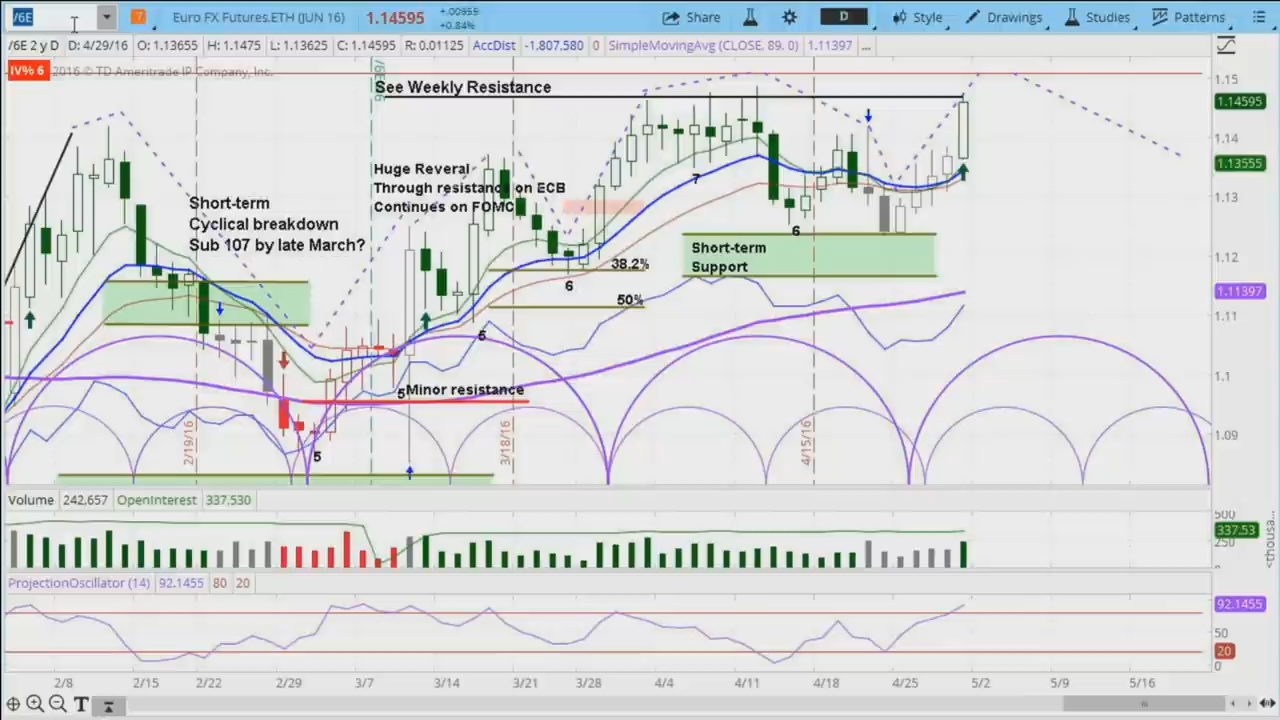 /6E
7
Euro FX Futures.ETH (JUN 16)
1.14595
+.00955
+0.84%
Share
D
Style
Drawings
Studies
Patterns
/6E 2 y D
D: 4/29/16
O: 1.13655
H: 1.1475
L: 1.13625
C: 1.14595
R: 0.01125
AccDist
-1,807,580
0
SimpleMovingAvg (CLOSE, 89, 0)
1.11397
...
IV% 6
2016 © TD Ameritrade IP Company, Inc.
See Weekly Resistance
Huge Reveral
Through resistance on ECB
Continues on FOMC
Short-term
Cyclical breakdown
Sub 107 by late March?
Short-term
Support
38.2%
50%
Minor resistance
5
5
5
6
7
6
2/19/16
3/18/16
4/15/16
1.15
1.14595
1.14
1.13555
1.13
1.12
1.11397
1.11
1.1
1.09
Volume
242,657
OpenInterest
337,530
500
337.53
250
<thousa...
ProjectionOscillator (14)
92.1455
80
20
92.1455
50
20
0
2/8
2/15
2/22
2/29
3/7
3/14
3/21
3/28
4/4
4/11
4/18
4/25
5/2
5/9
5/16
T